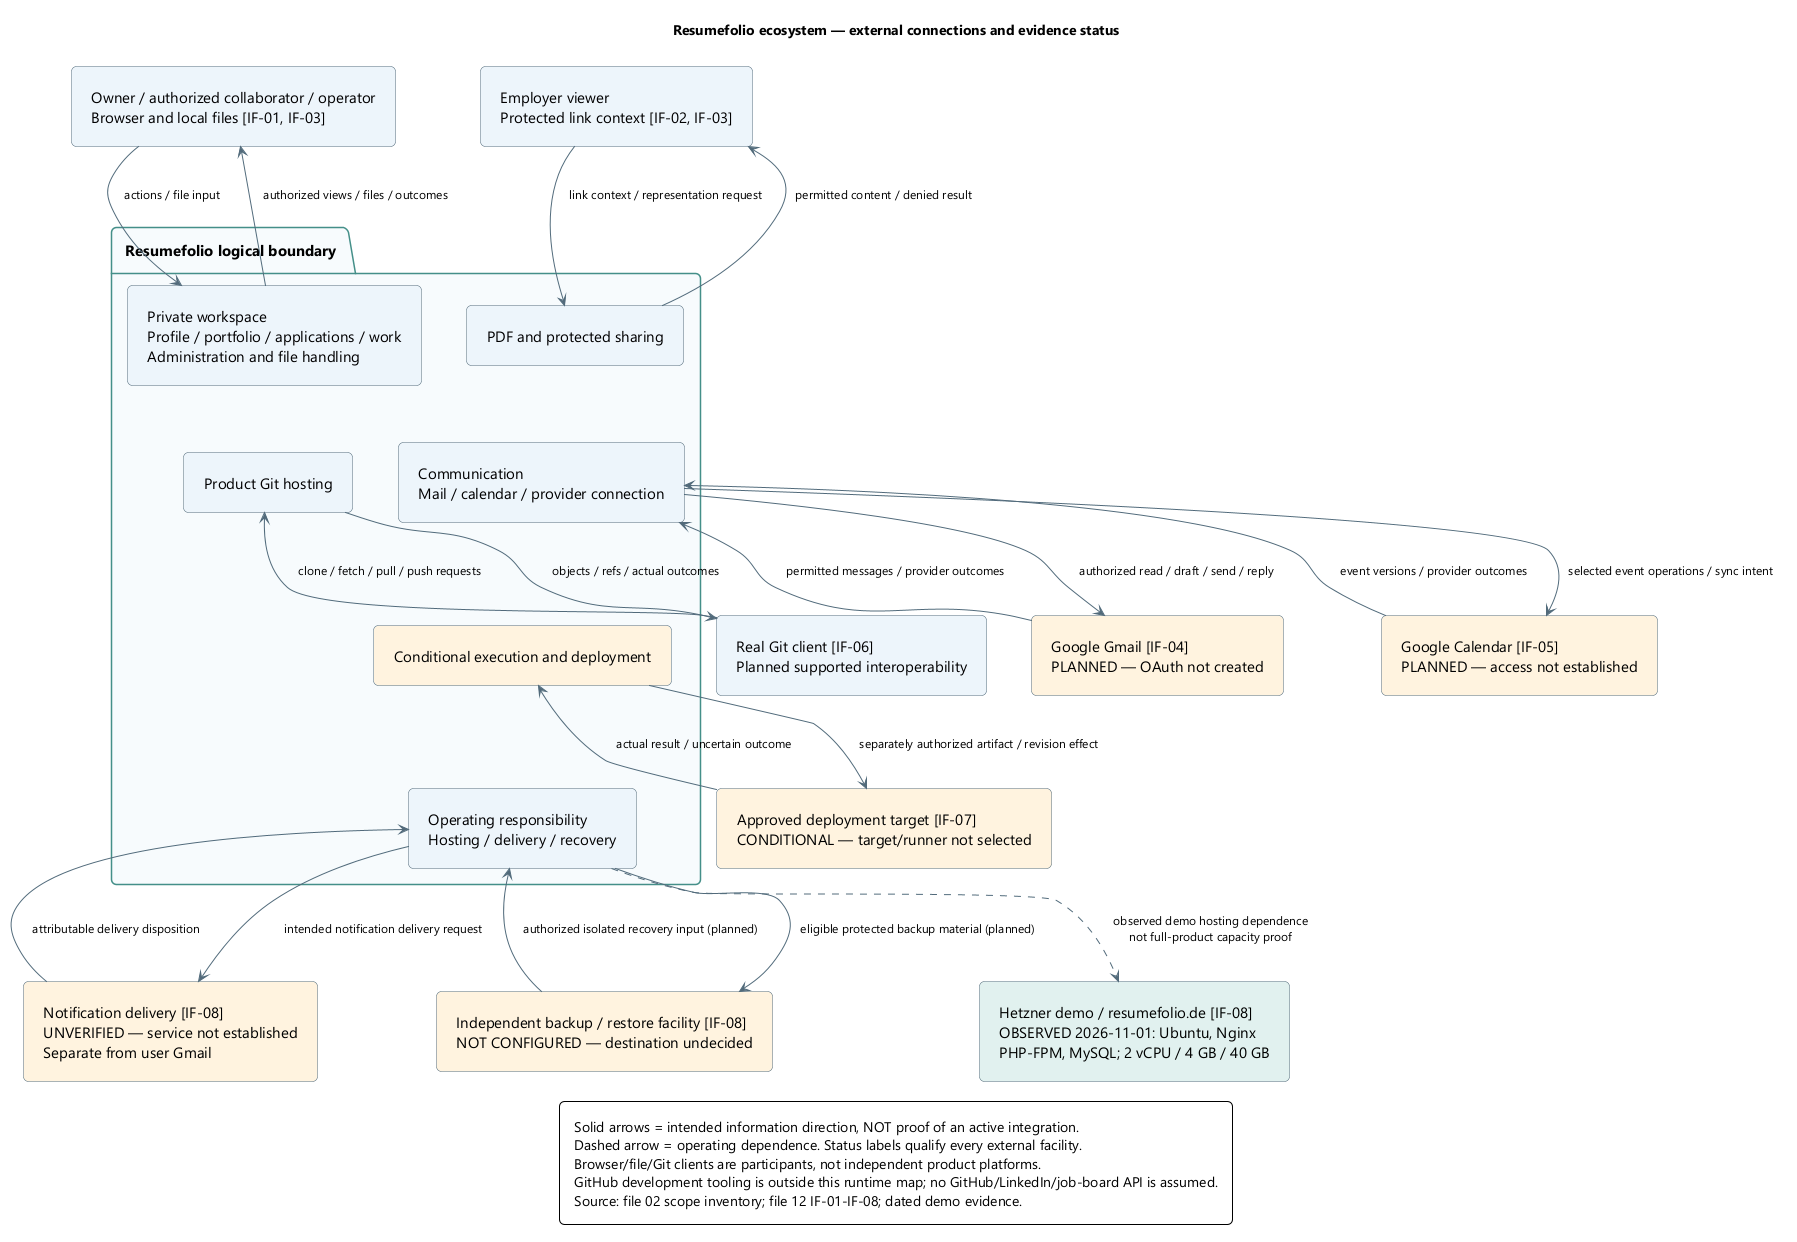 Resumefolio ecosystem — external connections and evidence status
Owner / authorized collaborator / operator
Browser and local files [IF-01, IF-03]
Employer viewer
Protected link context [IF-02, IF-03]
actions / file input
authorized views / files / outcomes
link context / representation request
permitted content / denied result
Resumefolio logical boundary
Private workspace
Profile / portfolio / applications / work
Administration and file handling
PDF and protected sharing
Product Git hosting
Communication
Mail / calendar / provider connection
clone / fetch / pull / push requests
objects / refs / actual outcomes
permitted messages / provider outcomes
authorized read / draft / send / reply
event versions / provider outcomes
selected event operations / sync intent
Conditional execution and deployment
Real Git client [IF-06]
Planned supported interoperability
Google Gmail [IF-04]
PLANNED — OAuth not created
Google Calendar [IF-05]
PLANNED — access not established
actual result / uncertain outcome
separately authorized artifact / revision effect
Operating responsibility
Hosting / delivery / recovery
Approved deployment target [IF-07]
CONDITIONAL — target/runner not selected
attributable delivery disposition
intended notification delivery request
authorized isolated recovery input (planned)
eligible protected backup material (planned)
observed demo hosting dependence
not full-product capacity proof
Notification delivery [IF-08]
UNVERIFIED — service not established
Separate from user Gmail
Independent backup / restore facility [IF-08]
NOT CONFIGURED — destination undecided
Hetzner demo / resumefolio.de [IF-08]
OBSERVED 2026-11-01: Ubuntu, Nginx
PHP-FPM, MySQL; 2 vCPU / 4 GB / 40 GB
Solid arrows = intended information direction, NOT proof of an active integration.
Dashed arrow = operating dependence. Status labels qualify every external facility.
Browser/file/Git clients are participants, not independent product platforms.
GitHub development tooling is outside this runtime map; no GitHub/LinkedIn/job-board API is assumed.
Source: file 02 scope inventory; file 12 IF-01-IF-08; dated demo evidence.